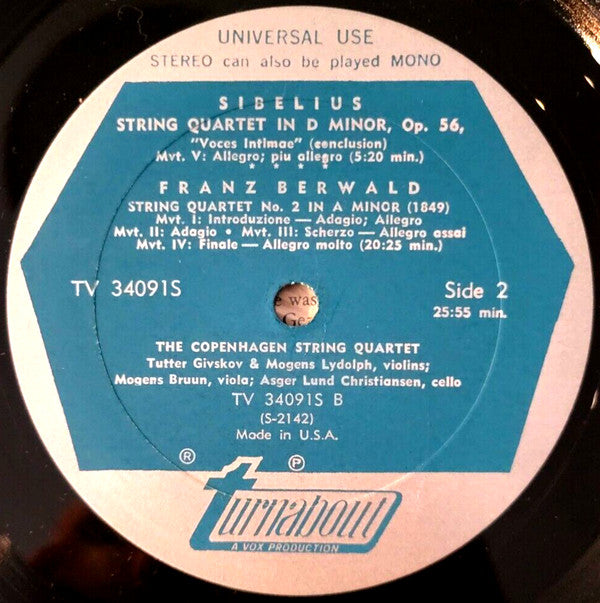 UNIVERSAL USE
STEREO can also be played MONO
SIBELIUS
STRING QUARTET IN D MINOR, Op. 56,
"Voces Intimae" (conclusion)
Mvt. V: Allegro; piu allegro (5:20 min.)
* * * *
FRANZ BERWALD
STRING QUARTET No. 2 IN A MINOR (1849)
Mvt. I: Introduzione — Adagio; Allegro
Mvt. II: Adagio • Mvt. III: Scherzo — Allegro assai
Mvt. IV: Finale — Allegro molto (20:25 min.)
TV 34091S
Side 2
25:55 min.
e was
Ge
THE COPENHAGEN STRING QUARTET
Tutter Givskov & Mogens Lydolph, violins;
Mogens Bruun, viola; Asger Lund Christiansen, cello
TV 34091S B
(S-2142)
Made in U.S.A.
® ℗
turnabout
A VOX PRODUCTION